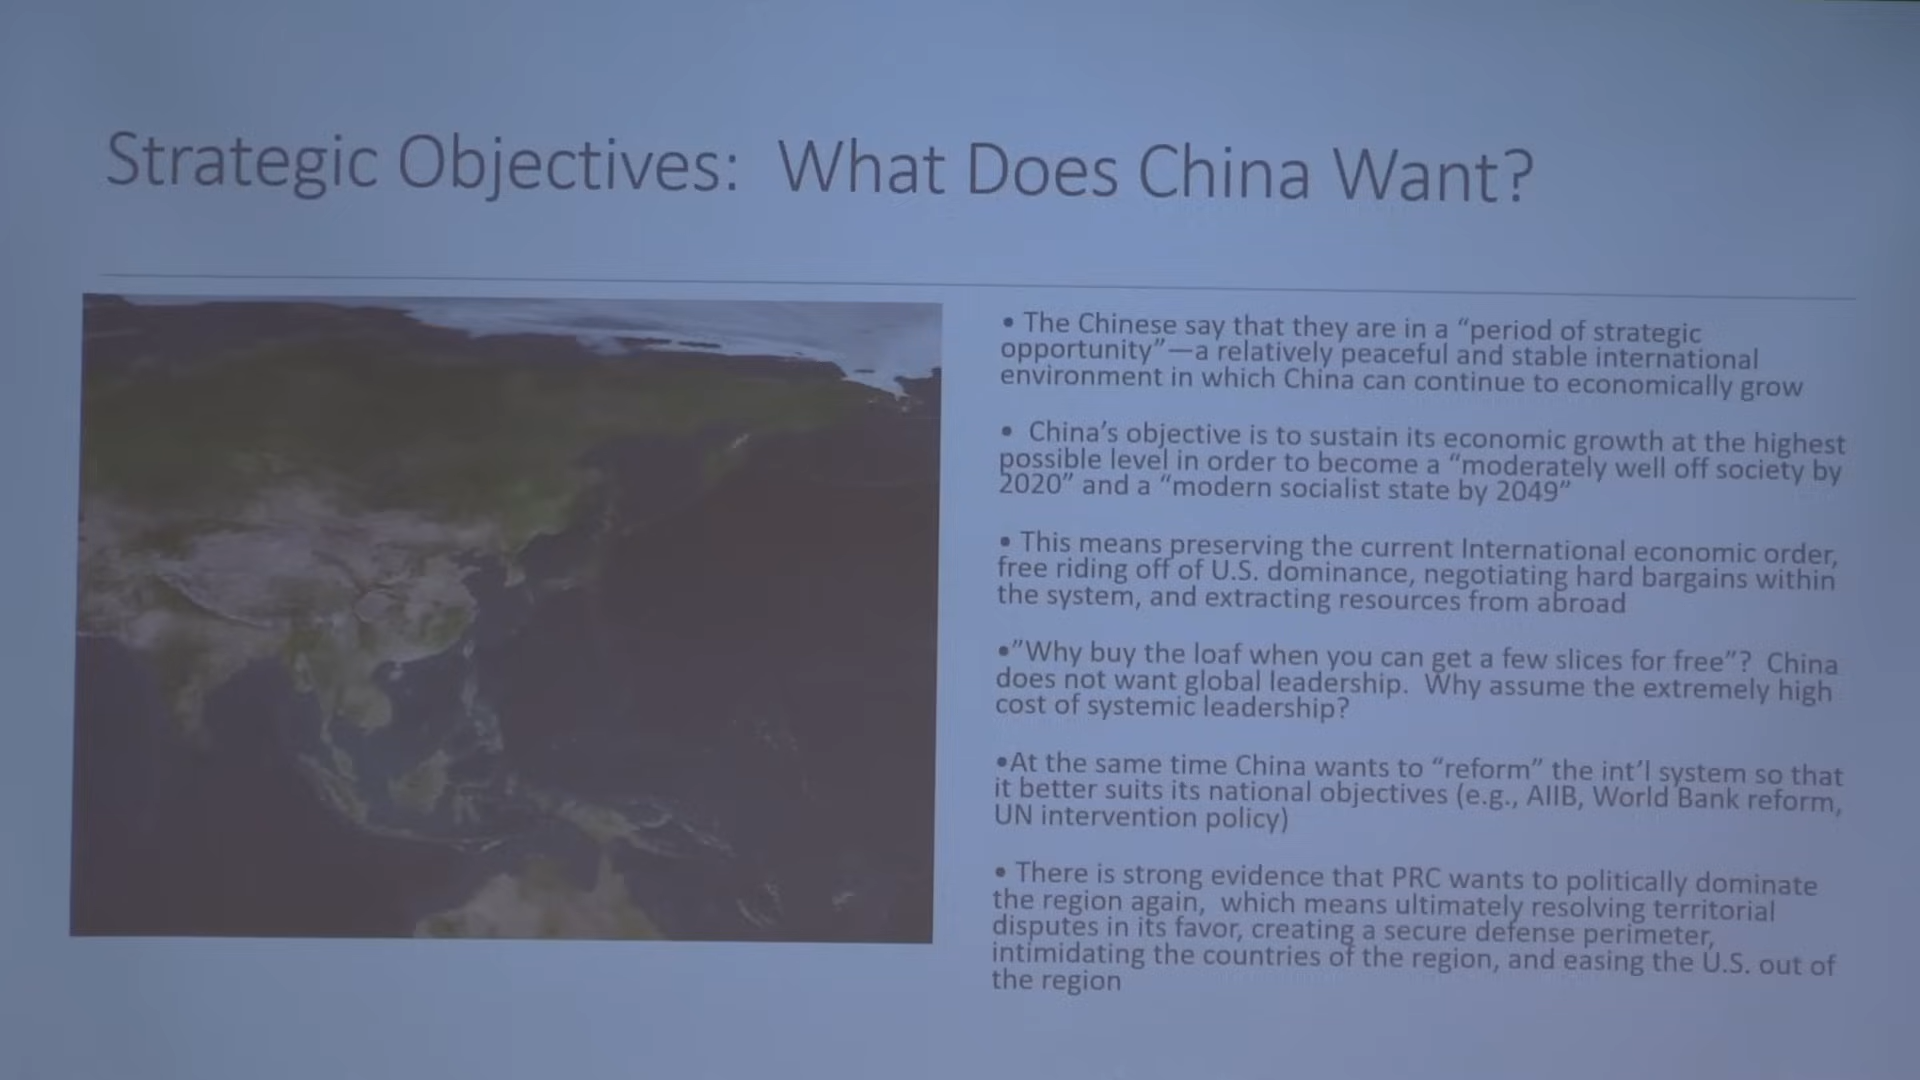 Strategic Objectives:  What Does China Want?
• The Chinese say that they are in a “period of strategic
opportunity”—a relatively peaceful and stable international
environment in which China can continue to economically grow
•  China’s objective is to sustain its economic growth at the highest
possible level in order to become a “moderately well off society by
2020” and a “modern socialist state by 2049”
• This means preserving the current International economic order,
free riding off of U.S. dominance, negotiating hard bargains within
the system, and extracting resources from abroad
•”Why buy the loaf when you can get a few slices for free”?  China
does not want global leadership.  Why assume the extremely high
cost of systemic leadership?
•At the same time China wants to “reform” the int’l system so that
it better suits its national objectives (e.g., AIIB, World Bank reform,
UN intervention policy)
• There is strong evidence that PRC wants to politically dominate
the region again,  which means ultimately resolving territorial
disputes in its favor, creating a secure defense perimeter,
intimidating the countries of the region, and easing the U.S. out of
the region